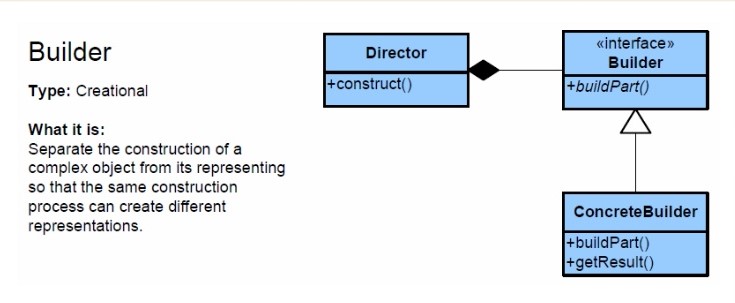 Builder
Type: Creational
What it is:
Separate the construction of a
complex object from its representing
so that the same construction
process can create different
representations.
Director
+construct()
«interface»
Builder
+buildPart()
ConcreteBuilder
+buildPart()
+getResult()